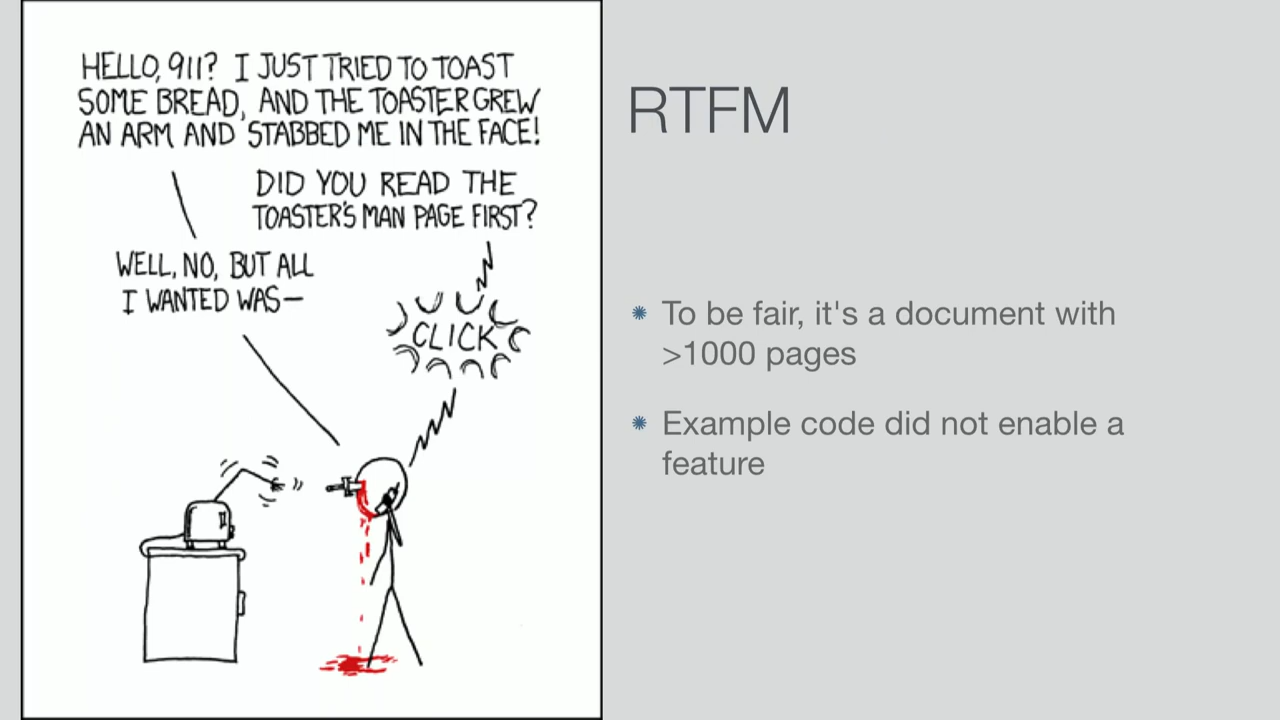 HELLO, 911? I JUST TRIED TO TOAST
SOME BREAD, AND THE TOASTER GREW
AN ARM AND STABBED ME IN THE FACE!
DID YOU READ THE
TOASTER'S MAN PAGE FIRST?
WELL, NO, BUT ALL
I WANTED WAS—
CLICK
RTFM
To be fair, it's a document with
>1000 pages
Example code did not enable a
feature